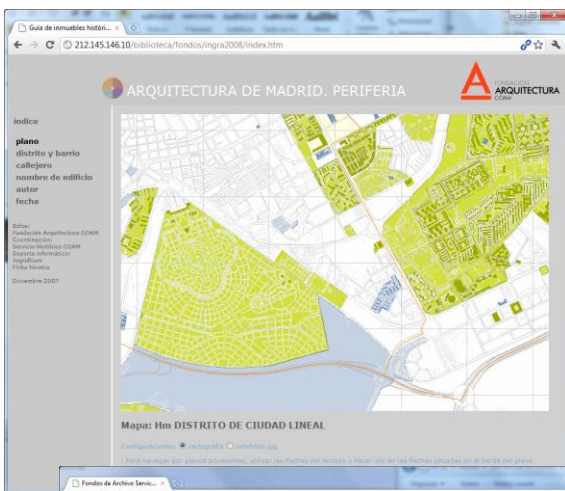 Guía de inmuebles históri...
212.145.146.10/biblioteca/fondos/ingra2008/index.htm
ARQUITECTURA DE MADRID. PERIFERIA
FUNDACIÓN
ARQUITECTURA
COAM
índice
plano
distrito y barrio
callejero
nombre de edificio
autor
fecha
Edita:
Fundación Arquitectura COAM
Coordinación:
Servicio Histórico COAM
Soporte informático:
Ficha técnica
Diciembre 2007
Mapa: Hm DISTRITO DE CIUDAD LINEAL
Configuraciones: cartografía ortofotos jpg
Para navegar por planos adyacentes, utilizar las flechas del teclado o hacer clic en las flechas situadas en el borde del plano.
Fondos de Archivo Servic...